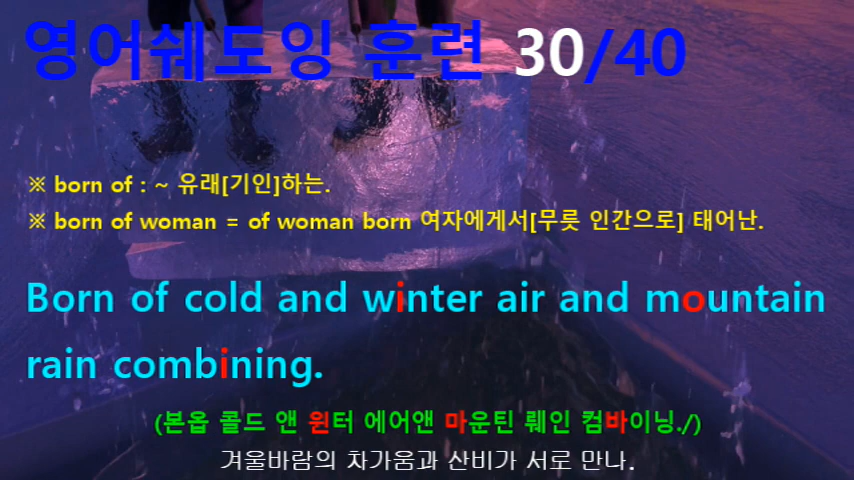 영어쉐도잉 훈련 30/40
※ born of : ~ 유래[기인]하는.
※ born of woman = of woman born 여자에게서[무릇 인간으로] 태어난.
Born of cold and winter air and mountain
rain combining.
(본옵 콜드 앤 윈터 에어앤 마운틴 뤠인 컴바이닝./)
겨울바람의 차가움과 산비가 서로 만나.